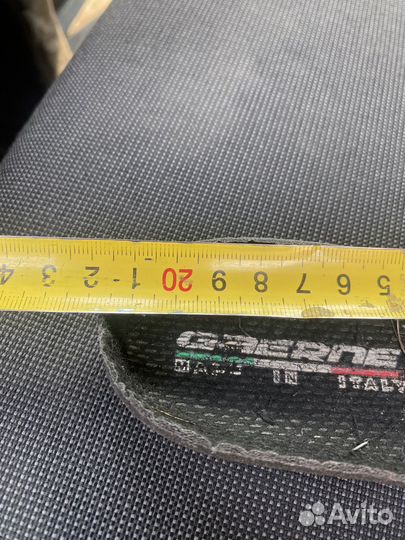 4 3 2 1 20 9 8 7 6 5
GAERNE
MADE IN ITALY
Avito